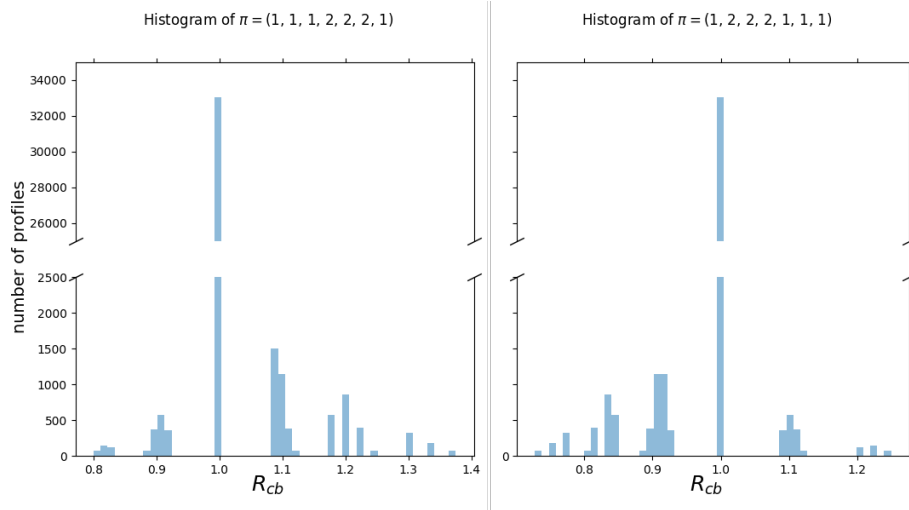 Histogram of π = (1, 1, 1, 2, 2, 2, 1)
34000
32000
30000
28000
26000
2500
2000
1500
1000
500
0
number of profiles
0.8 0.9 1.0 1.1 1.2 1.3 1.4
R_cb
Histogram of π = (1, 2, 2, 2, 1, 1, 1)
0
0.8 0.9 1.0 1.1 1.2
R_cb